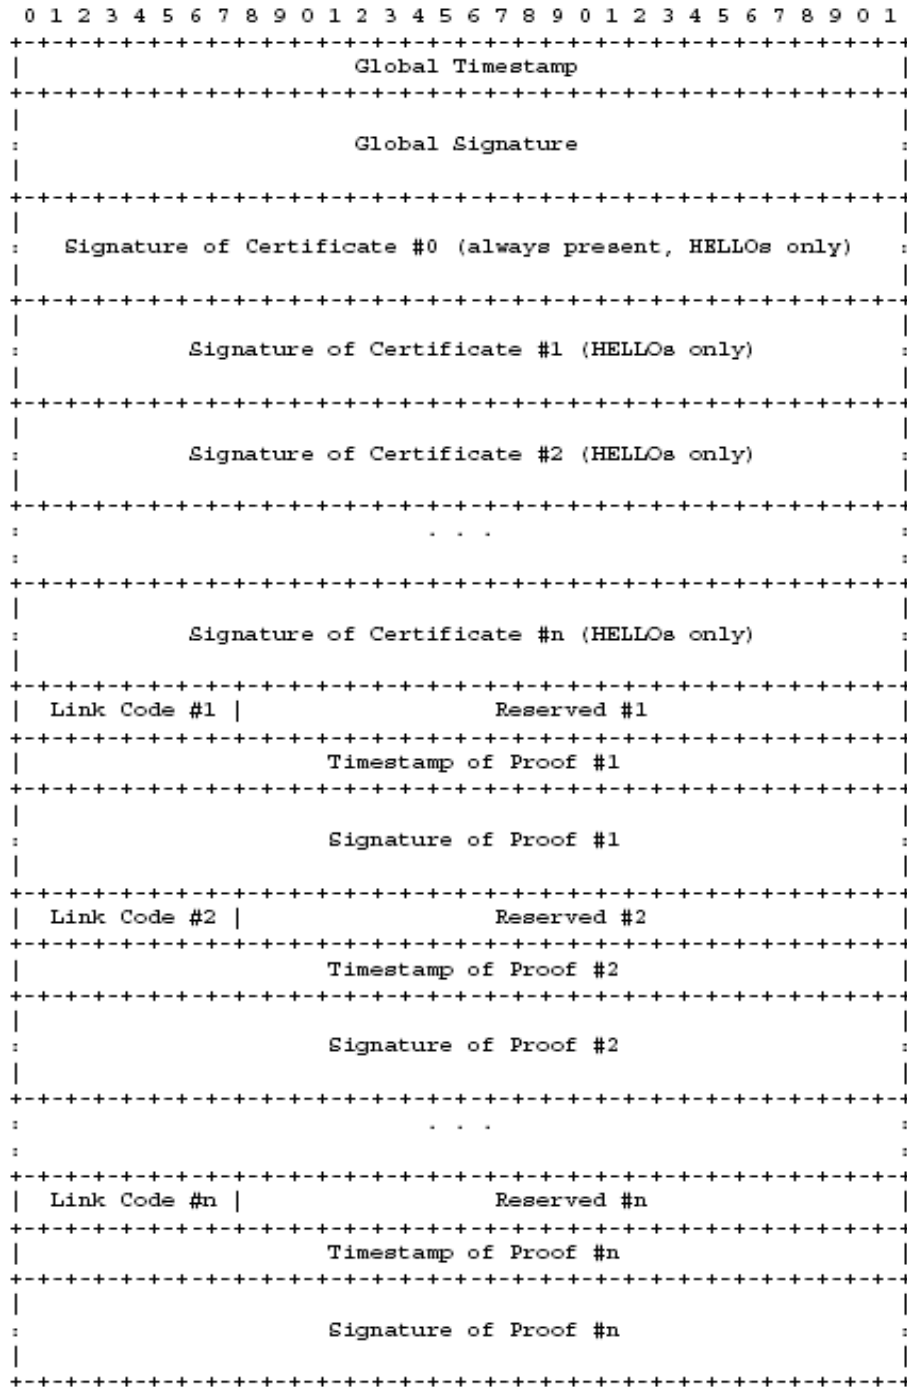 0 1 2 3 4 5 6 7 8 9 0 1 2 3 4 5 6 7 8 9 0 1 2 3 4 5 6 7 8 9 0 1
+-+-+-+-+-+-+-+-+-+-+-+-+-+-+-+-+-+-+-+-+-+-+-+-+-+-+-+-+-+-+-+-+
| Global Timestamp |
+-+-+-+-+-+-+-+-+-+-+-+-+-+-+-+-+-+-+-+-+-+-+-+-+-+-+-+-+-+-+-+-+
| |
: Global Signature :
| |
+-+-+-+-+-+-+-+-+-+-+-+-+-+-+-+-+-+-+-+-+-+-+-+-+-+-+-+-+-+-+-+-+
| |
: Signature of Certificate #0 (always present, HELLOs only) :
| |
+-+-+-+-+-+-+-+-+-+-+-+-+-+-+-+-+-+-+-+-+-+-+-+-+-+-+-+-+-+-+-+-+
| |
: Signature of Certificate #1 (HELLOs only) :
| |
+-+-+-+-+-+-+-+-+-+-+-+-+-+-+-+-+-+-+-+-+-+-+-+-+-+-+-+-+-+-+-+-+
| |
: Signature of Certificate #2 (HELLOs only) :
| |
+-+-+-+-+-+-+-+-+-+-+-+-+-+-+-+-+-+-+-+-+-+-+-+-+-+-+-+-+-+-+-+-+
: . . . :
: :
+-+-+-+-+-+-+-+-+-+-+-+-+-+-+-+-+-+-+-+-+-+-+-+-+-+-+-+-+-+-+-+-+
| |
: Signature of Certificate #n (HELLOs only) :
| |
+-+-+-+-+-+-+-+-+-+-+-+-+-+-+-+-+-+-+-+-+-+-+-+-+-+-+-+-+-+-+-+-+
| Link Code #1 | Reserved #1 |
+-+-+-+-+-+-+-+-+-+-+-+-+-+-+-+-+-+-+-+-+-+-+-+-+-+-+-+-+-+-+-+-+
| Timestamp of Proof #1 |
+-+-+-+-+-+-+-+-+-+-+-+-+-+-+-+-+-+-+-+-+-+-+-+-+-+-+-+-+-+-+-+-+
| |
: Signature of Proof #1 :
| |
+-+-+-+-+-+-+-+-+-+-+-+-+-+-+-+-+-+-+-+-+-+-+-+-+-+-+-+-+-+-+-+-+
| Link Code #2 | Reserved #2 |
+-+-+-+-+-+-+-+-+-+-+-+-+-+-+-+-+-+-+-+-+-+-+-+-+-+-+-+-+-+-+-+-+
| Timestamp of Proof #2 |
+-+-+-+-+-+-+-+-+-+-+-+-+-+-+-+-+-+-+-+-+-+-+-+-+-+-+-+-+-+-+-+-+
| |
: Signature of Proof #2 :
| |
+-+-+-+-+-+-+-+-+-+-+-+-+-+-+-+-+-+-+-+-+-+-+-+-+-+-+-+-+-+-+-+-+
: . . . :
: :
+-+-+-+-+-+-+-+-+-+-+-+-+-+-+-+-+-+-+-+-+-+-+-+-+-+-+-+-+-+-+-+-+
| Link Code #n | Reserved #n |
+-+-+-+-+-+-+-+-+-+-+-+-+-+-+-+-+-+-+-+-+-+-+-+-+-+-+-+-+-+-+-+-+
| Timestamp of Proof #n |
+-+-+-+-+-+-+-+-+-+-+-+-+-+-+-+-+-+-+-+-+-+-+-+-+-+-+-+-+-+-+-+-+
| |
: Signature of Proof #n :
| |
+-+-+-+-+-+-+-+-+-+-+-+-+-+-+-+-+-+-+-+-+-+-+-+-+-+-+-+-+-+-+-+-+